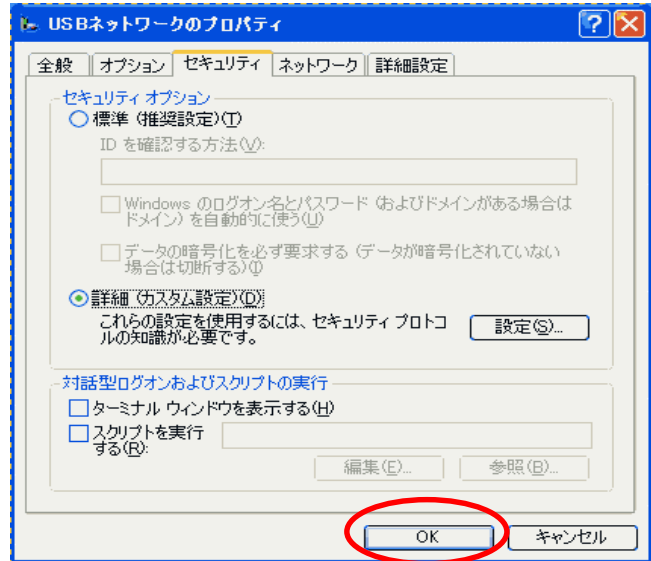 USBネットワークのプロパティ
全般 オプション セキュリティ ネットワーク 詳細設定
セキュリティ オプション
標準 (推奨設定)(T)
ID を確認する方法(V):
Windows のログオン名とパスワード (およびドメインがある場合は
ドメイン) を自動的に使う(U)
データの暗号化を必ず要求する (データが暗号化されていない
場合は切断する)(I)
詳細 (カスタム設定)(D)
これらの設定を使用するには、セキュリティ プロトコ
ルの知識が必要です。
設定(S)...
対話型ログオンおよびスクリプトの実行
ターミナル ウィンドウを表示する(H)
スクリプトを実行
する(R):
編集(E)... 参照(B)...
OK キャンセル